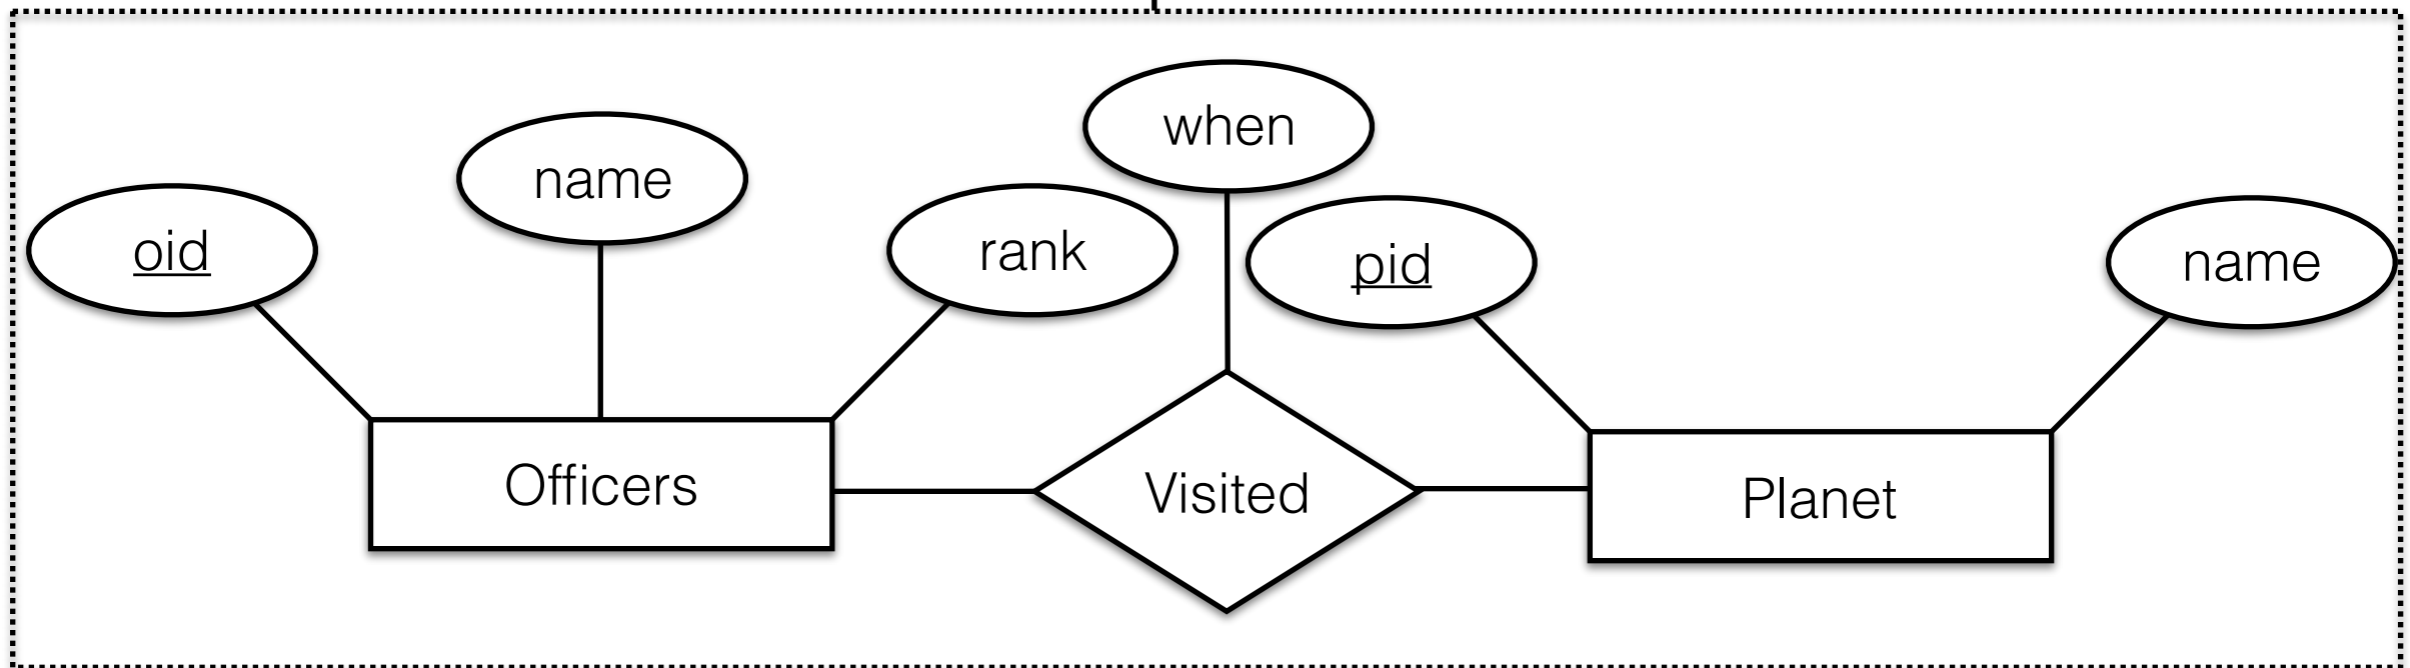 when
name
oid
rank
pid
name
Officers
Visited
Planet